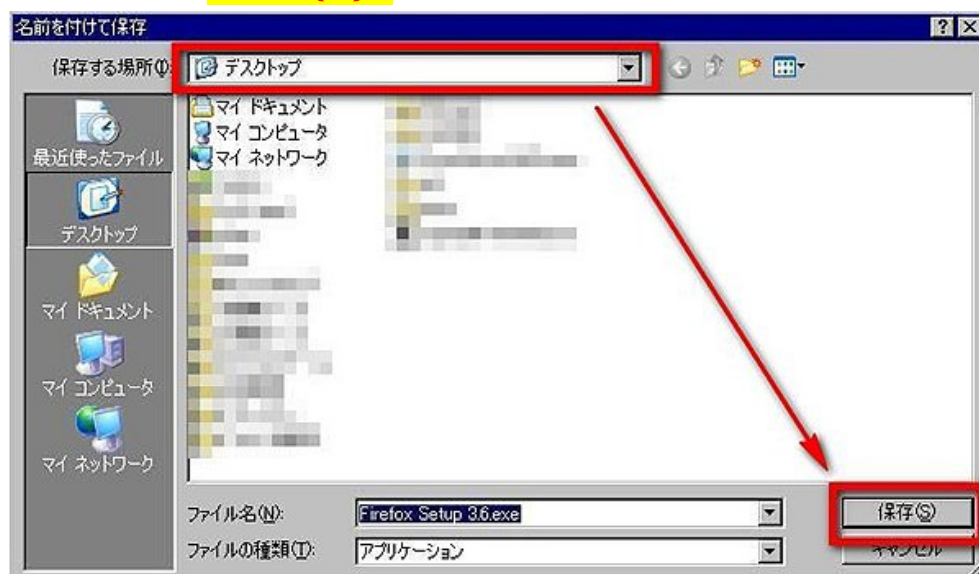 名前を付けて保存
保存する場所(I):
デスクトップ
最近使ったファイル
デスクトップ
マイ ドキュメント
マイ コンピュータ
マイ ネットワーク
マイ ドキュメント
マイ コンピュータ
マイ ネットワーク
ファイル名(N):
Firefox Setup 3.6.exe
保存(S)
ファイルの種類(T):
アプリケーション
キャンセル